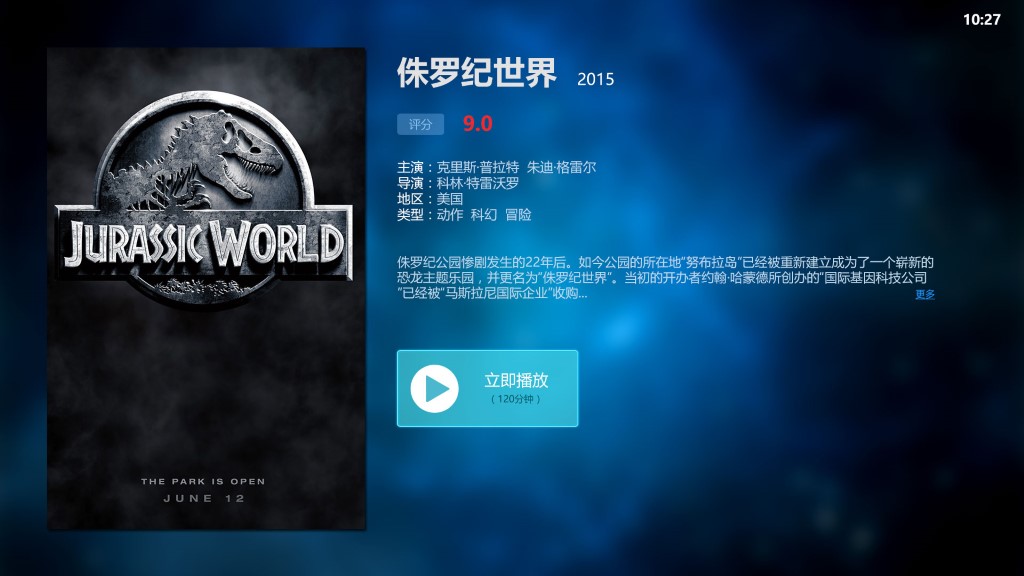 10:27
侏罗纪世界 2015
评分 9.0
主演：克里斯·普拉特 朱迪·格雷尔
导演：科林·特雷沃罗
地区：美国
类型：动作 科幻 冒险
侏罗纪公园惨剧发生的22年后。如今公园的所在地“努布拉岛”已经被重新建立成为了一个崭新的
恐龙主题乐园，并更名为“侏罗纪世界”。当初的开办者约翰·哈蒙德所创办的“国际基因科技公司
”已经被“马斯拉尼国际企业”收购...
更多
立即播放
（120分钟）
JURASSIC WORLD
THE PARK IS OPEN
JUNE 12